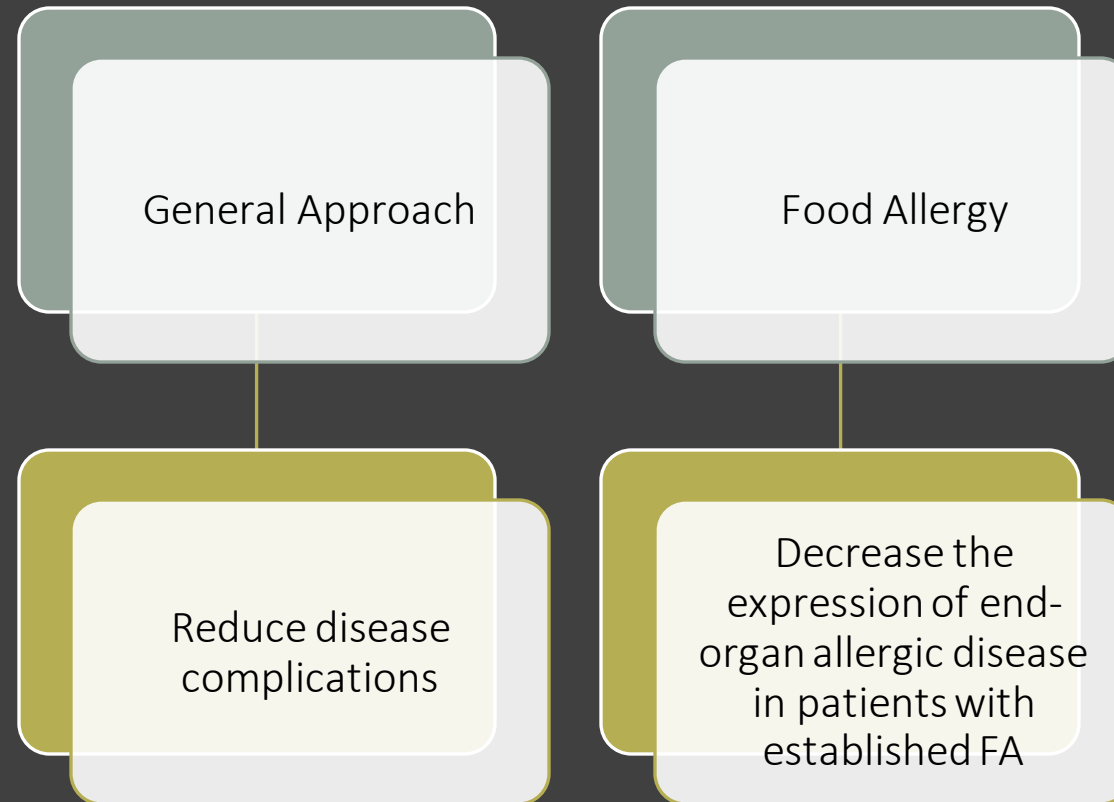 General Approach
Food Allergy
Reduce disease
complications
Decrease the
expression of end-
organ allergic disease
in patients with
established FA